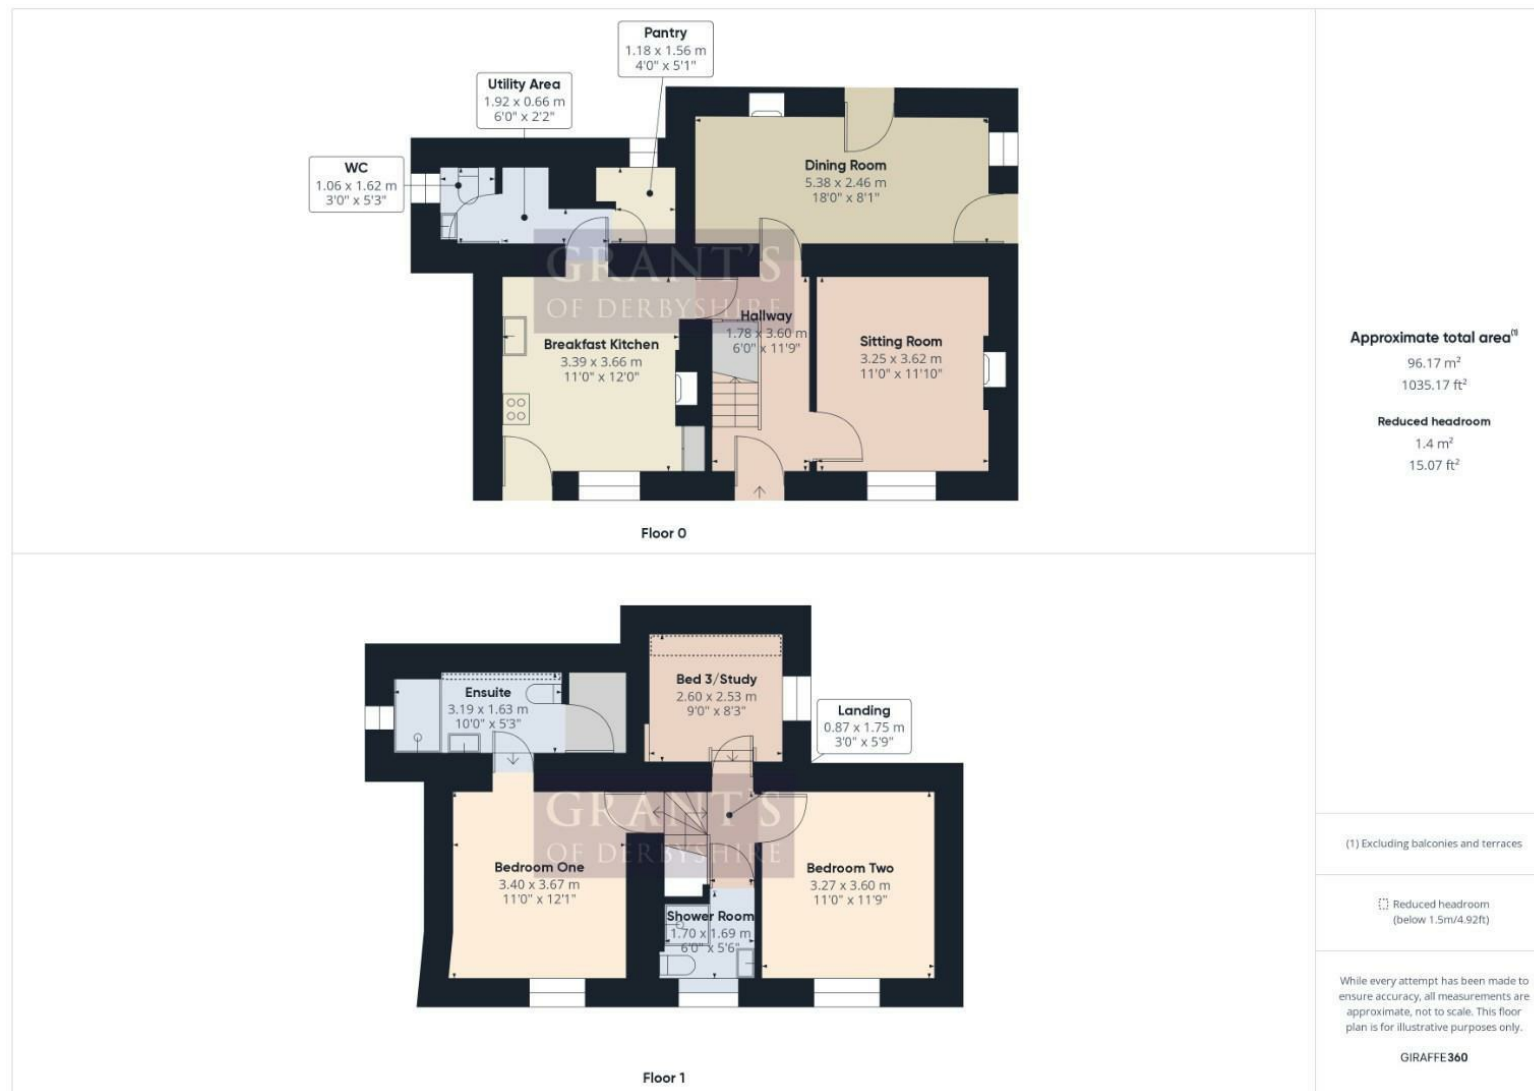 Pantry
1.18 x 1.56 m
4'0" x 5'1"
Utility Area
1.92 x 0.66 m
6'0" x 2'2"
WC
1.06 x 1.62 m
3'0" x 5'3"
Dining Room
5.38 x 2.46 m
18'0" x 8'1"
GRANT'S
OF DERBYSHIRE
Hallway
1.78 x 3.60 m
6'0" x 11'9"
Breakfast Kitchen
3.39 x 3.66 m
11'0" x 12'0"
Sitting Room
3.25 x 3.62 m
11'0" x 11'10"
Floor 0
Ensuite
3.19 x 1.63 m
10'0" x 5'3"
Bed 3/Study
2.60 x 2.53 m
9'0" x 8'3"
Landing
0.87 x 1.75 m
3'0" x 5'9"
GRANT'S
OF DERBYSHIRE
Bedroom One
3.40 x 3.67 m
11'0" x 12'1"
Bedroom Two
3.27 x 3.60 m
11'0" x 11'9"
Shower Room
1.70 x 1.69 m
6'0" x 5'6"
Floor 1
Approximate total area(1)
96.17 m²
1035.17 ft²
Reduced headroom
1.4 m²
15.07 ft²
(1) Excluding balconies and terraces
Reduced headroom
(below 1.5m/4.92ft)
While every attempt has been made to
ensure accuracy, all measurements are
approximate, not to scale. This floor
plan is for illustrative purposes only.
GIRAFFE360